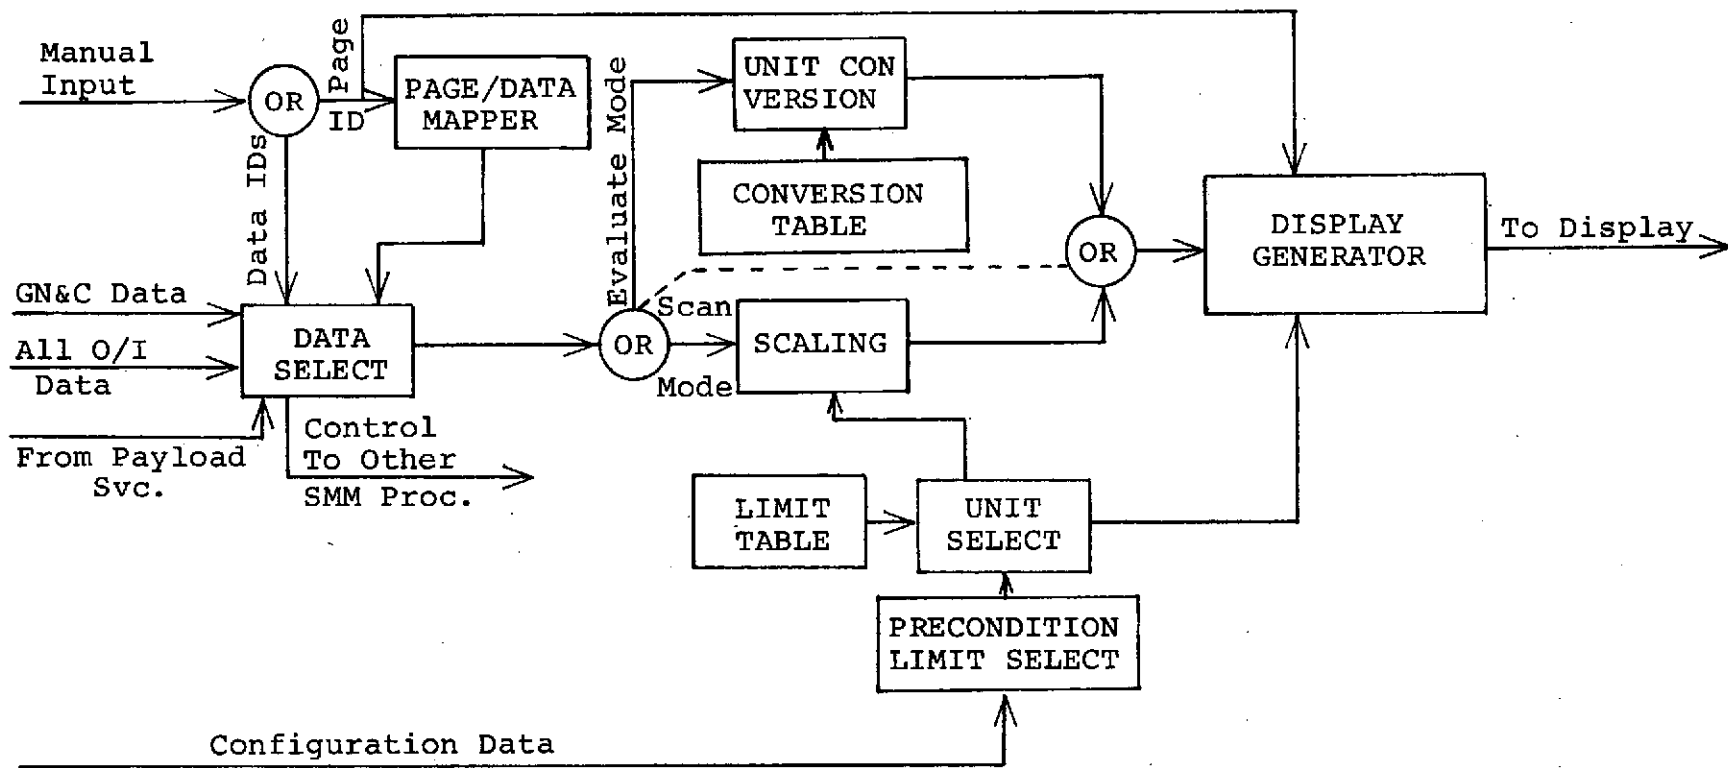 Manual
Input
OR
Page
ID
PAGE/DATA
MAPPER
Data IDs
GN&C Data
All O/I
Data
From Payload
Svc.
DATA
SELECT
Control
To Other
SMM Proc.
OR
Evaluate Mode
Scan
Mode
UNIT CON
VERSION
CONVERSION
TABLE
SCALING
OR
DISPLAY
GENERATOR
To Display
LIMIT
TABLE
UNIT
SELECT
PRECONDITION
LIMIT SELECT
Configuration Data